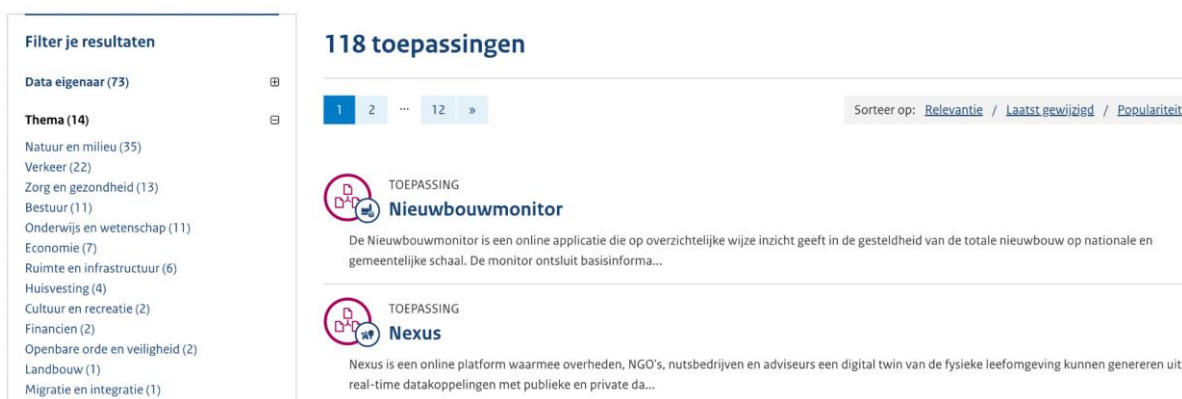 Filter je resultaten
Data eigenaar (73)
Thema (14)
Natuur en milieu (35)
Verkeer (22)
Zorg en gezondheid (13)
Bestuur (11)
Onderwijs en wetenschap (11)
Economie (7)
Ruimte en infrastructuur (6)
Huisvesting (4)
Cultuur en recreatie (2)
Financien (2)
Openbare orde en veiligheid (2)
Landbouw (1)
Migratie en integratie (1)
118 toepassingen
1 2 ... 12 »
Sorteer op: Relevantie / Laatst gewijzigd / Populariteit
TOEPASSING
Nieuwbouwmonitor
De Nieuwbouwmonitor is een online applicatie die op overzichtelijke wijze inzicht geeft in de gesteldheid van de totale nieuwbouw op nationale en
gemeentelijke schaal. De monitor ontsluit basisinforma...
TOEPASSING
Nexus
Nexus is een online platform waarmee overheden, NGO's, nutsbedrijven en adviseurs een digital twin van de fysieke leefomgeving kunnen genereren uit
real-time datakoppelingen met publieke en private da...